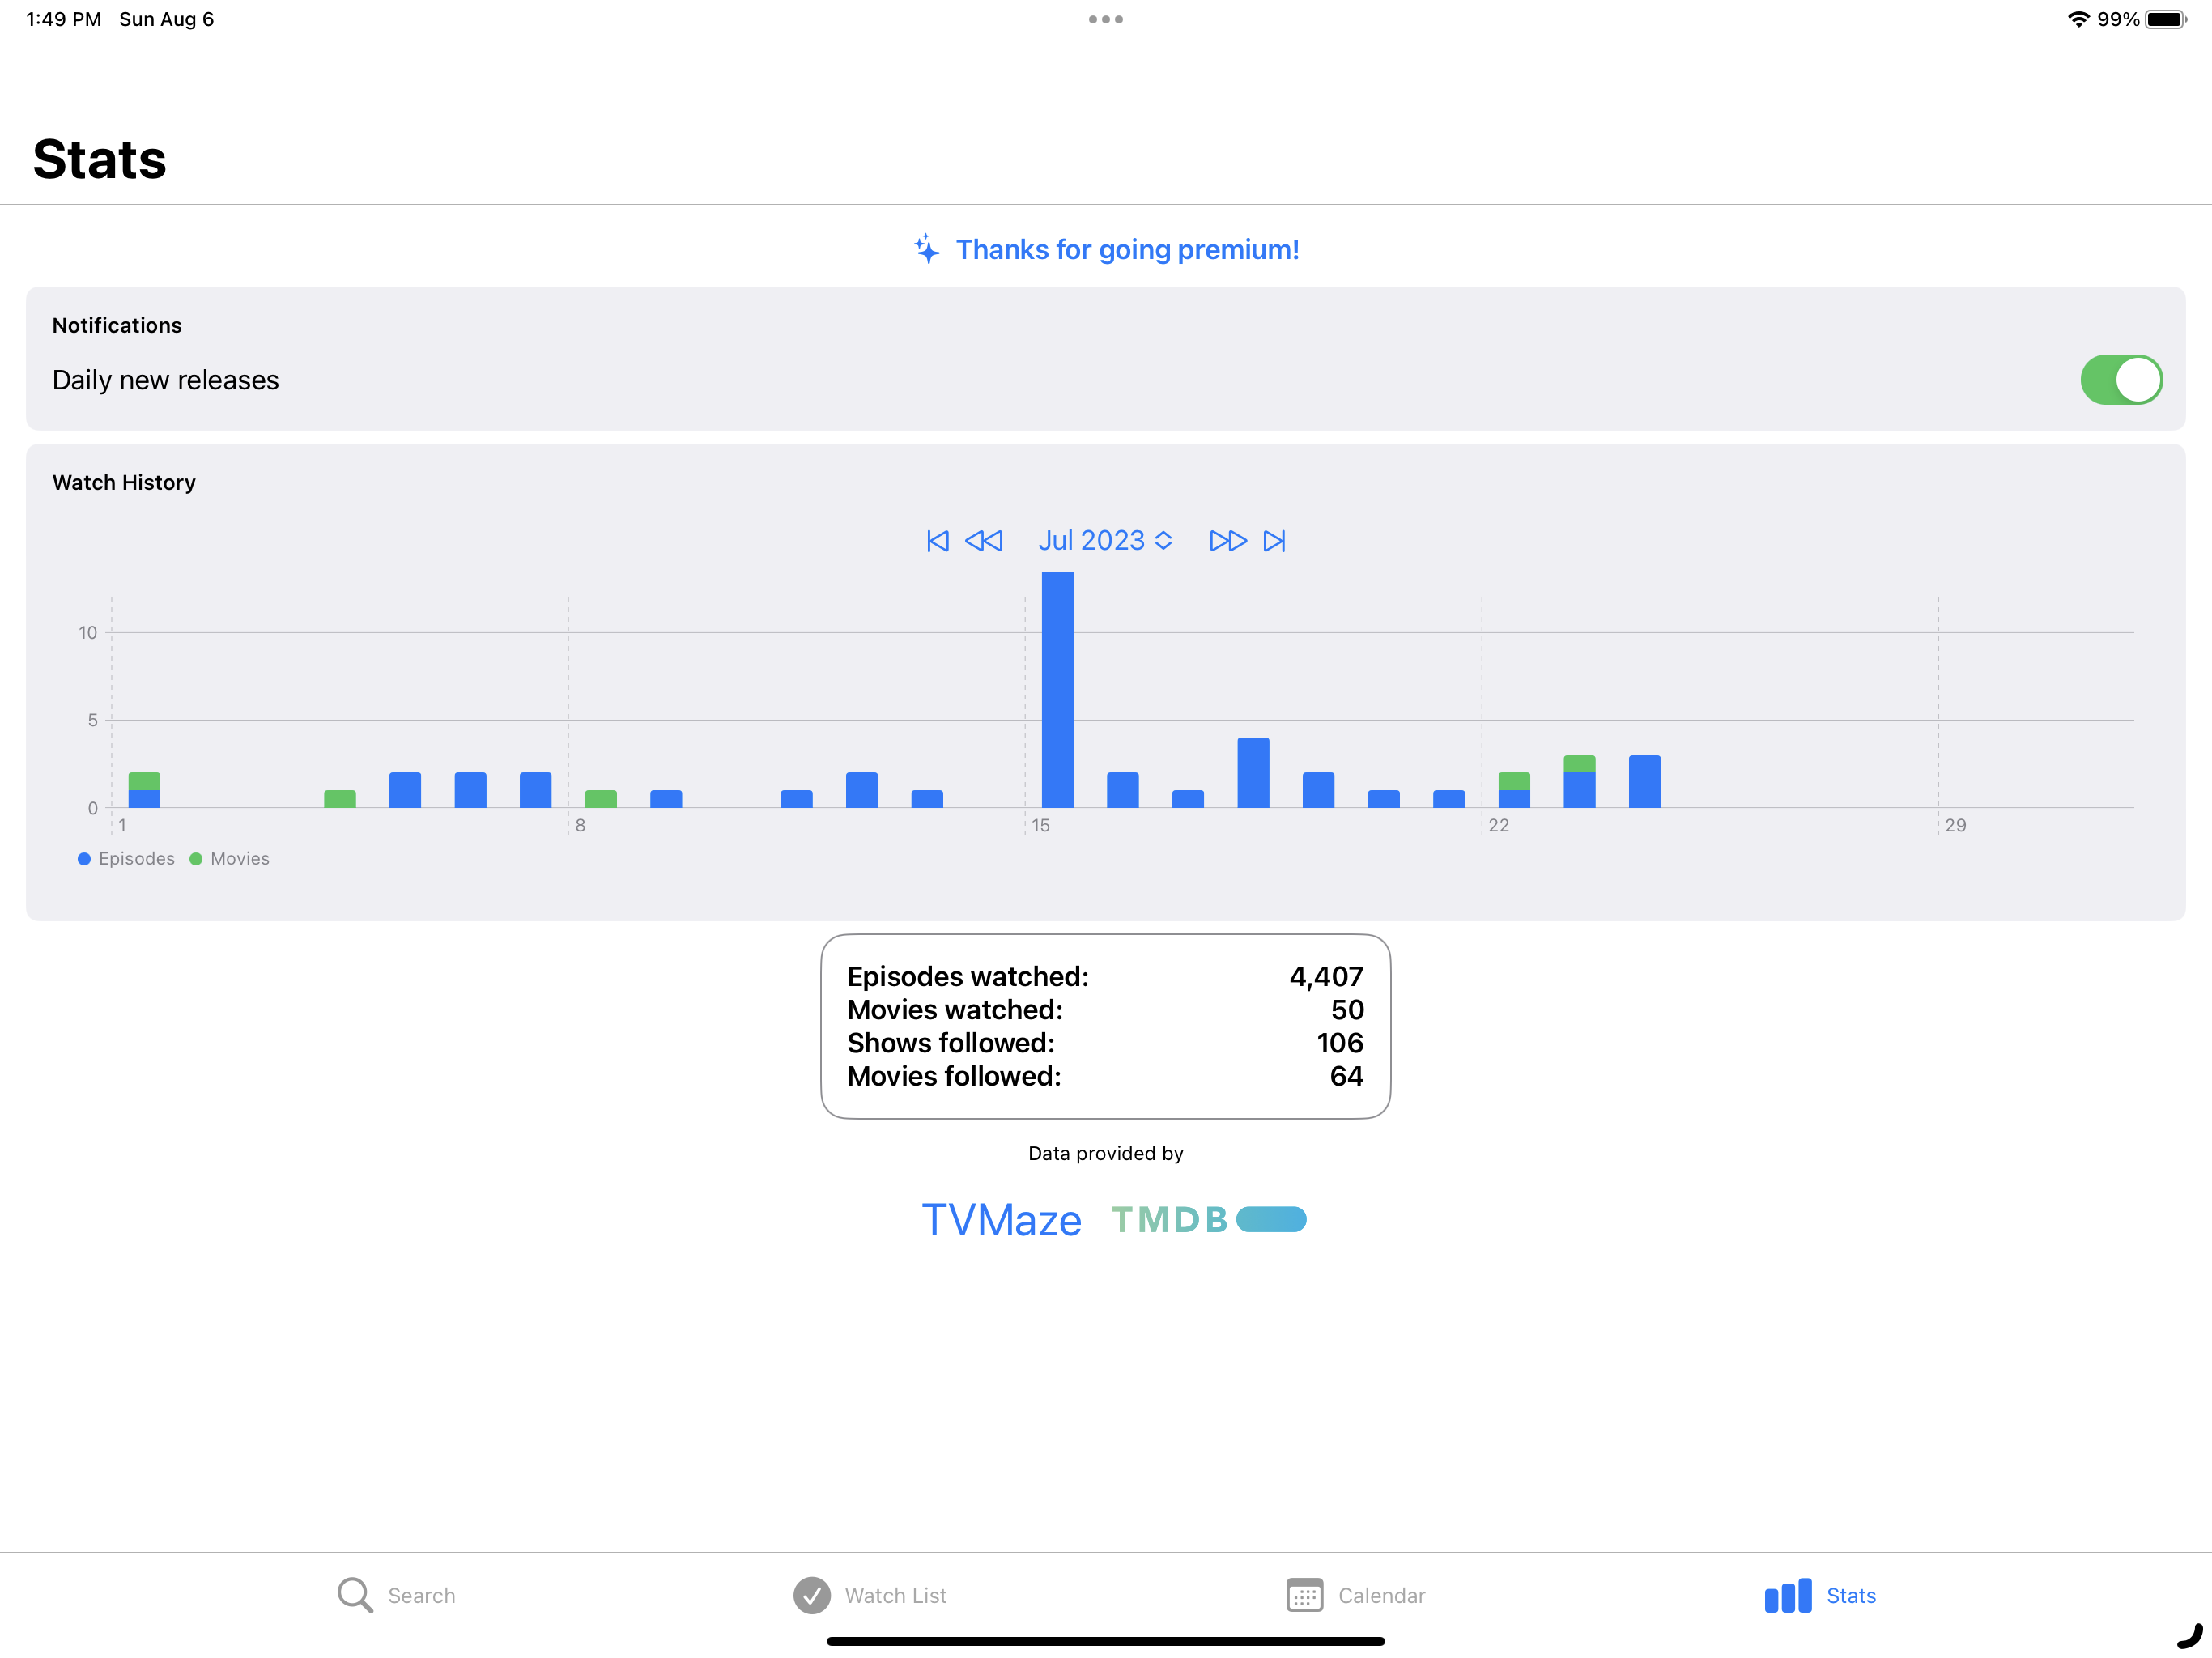 1:49 PM Sun Aug 6 99%
Stats
Thanks for going premium!
Notifications
Daily new releases
Watch History
Jul 2023
10
5
0
1 8 15 22 29
Episodes Movies
Episodes watched: 4,407
Movies watched: 50
Shows followed: 106
Movies followed: 64
Data provided by
TVMaze TMDB
Search Watch List Calendar Stats